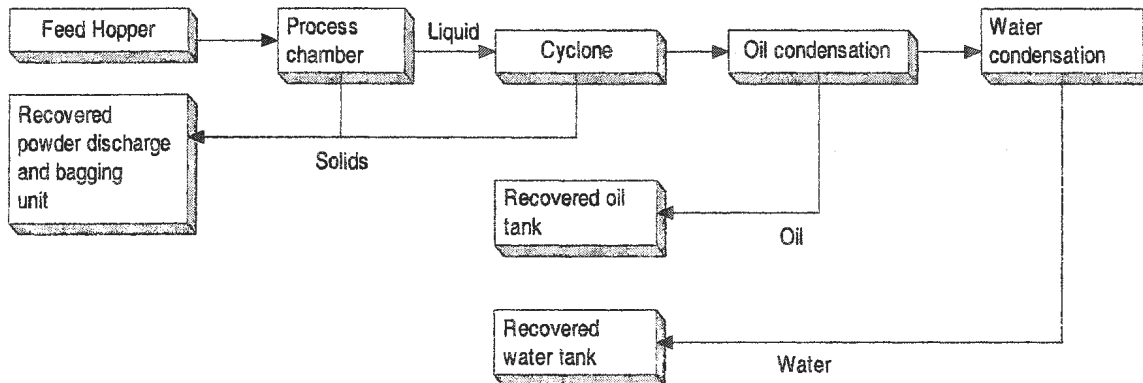 Feed Hopper
Process
chamber
Liquid
Cyclone
Oil condensation
Water
condensation
Recovered
powder discharge
and bagging
unit
Solids
Recovered oil
tank
Oil
Recovered
water tank
Water